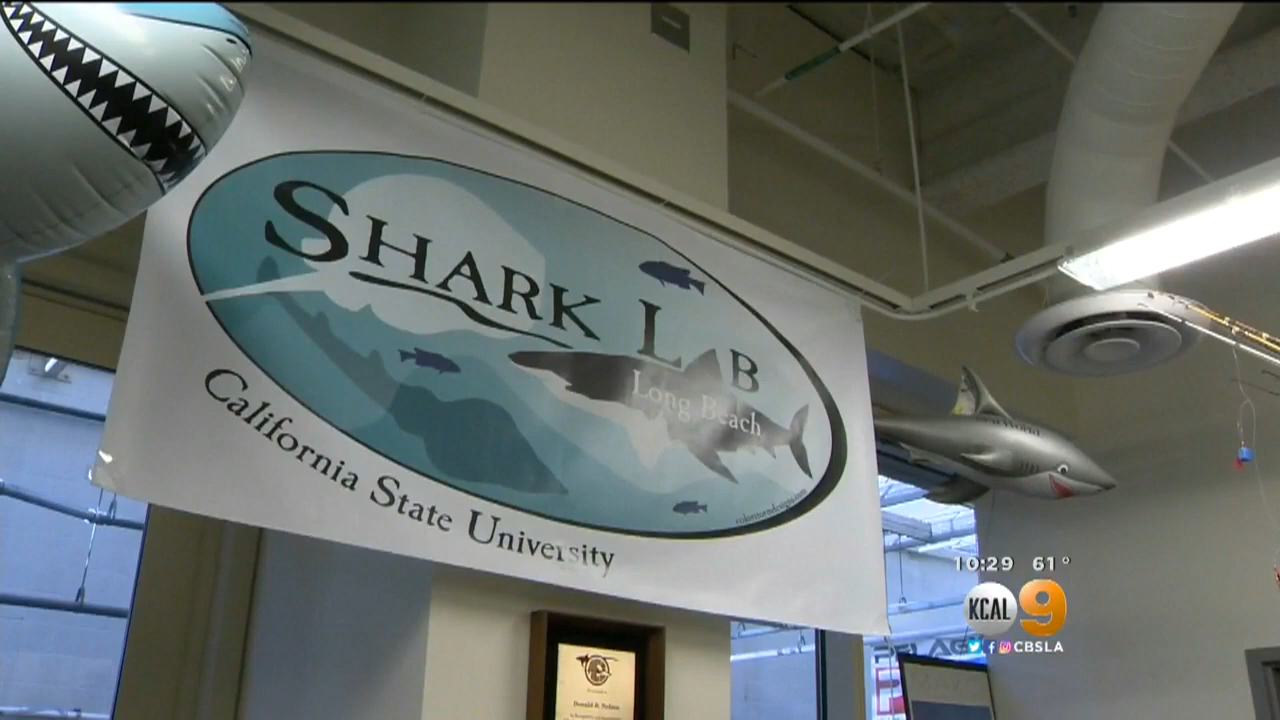 SHARK LAB
Long Beach
California State University
10:29 61°
KCAL 9
CBSLA